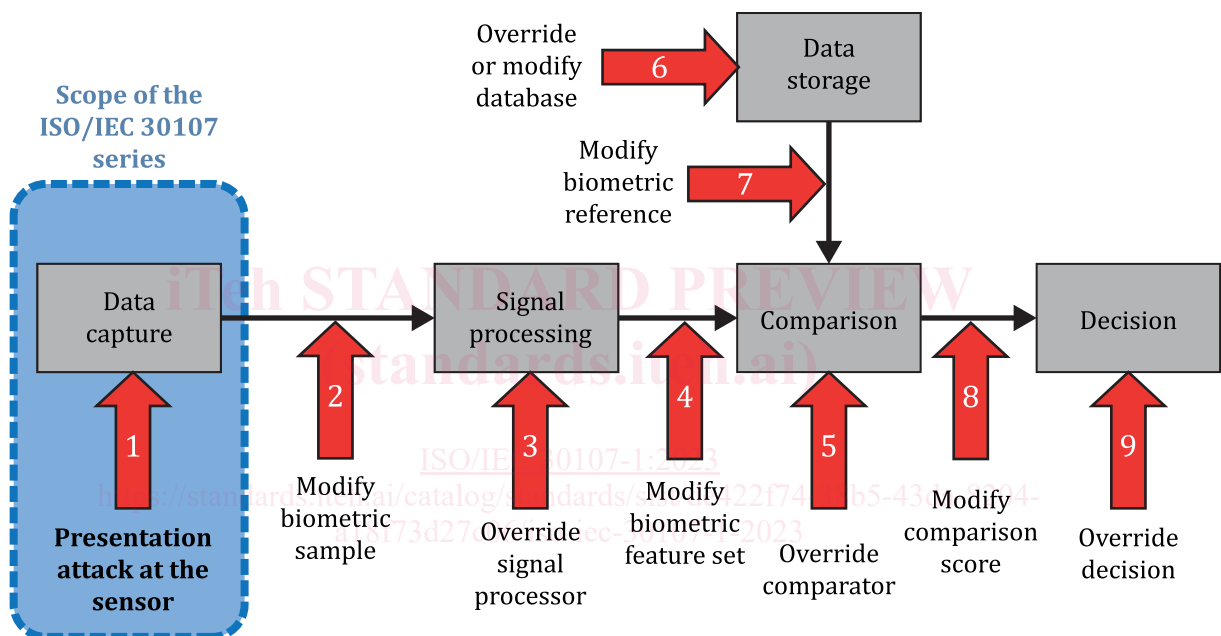 Override
or modify
database
6
Data
storage
Scope of the
ISO/IEC 30107
series
Modify
biometric
reference
7
Data
capture
Signal
processing
Comparison
Decision
iTeh STANDARD PREVIEW
(standards.iteh.ai)
1
2
3
4
5
8
9
ISO/IEC 30107-1:2023
Presentation
attack at the
sensor
Modify
biometric
sample
Override
signal
processor
Modify
biometric
feature set
Override
comparator
Modify
comparison
score
Override
decision